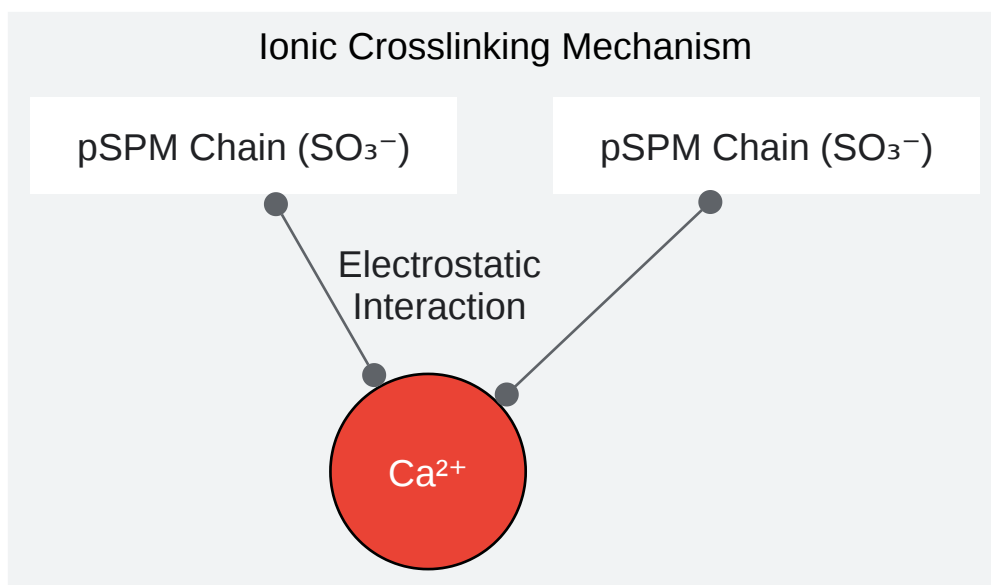 Ionic Crosslinking Mechanism
pSPM Chain (SO₃⁻)
pSPM Chain (SO₃⁻)
Electrostatic
Interaction
Ca²⁺